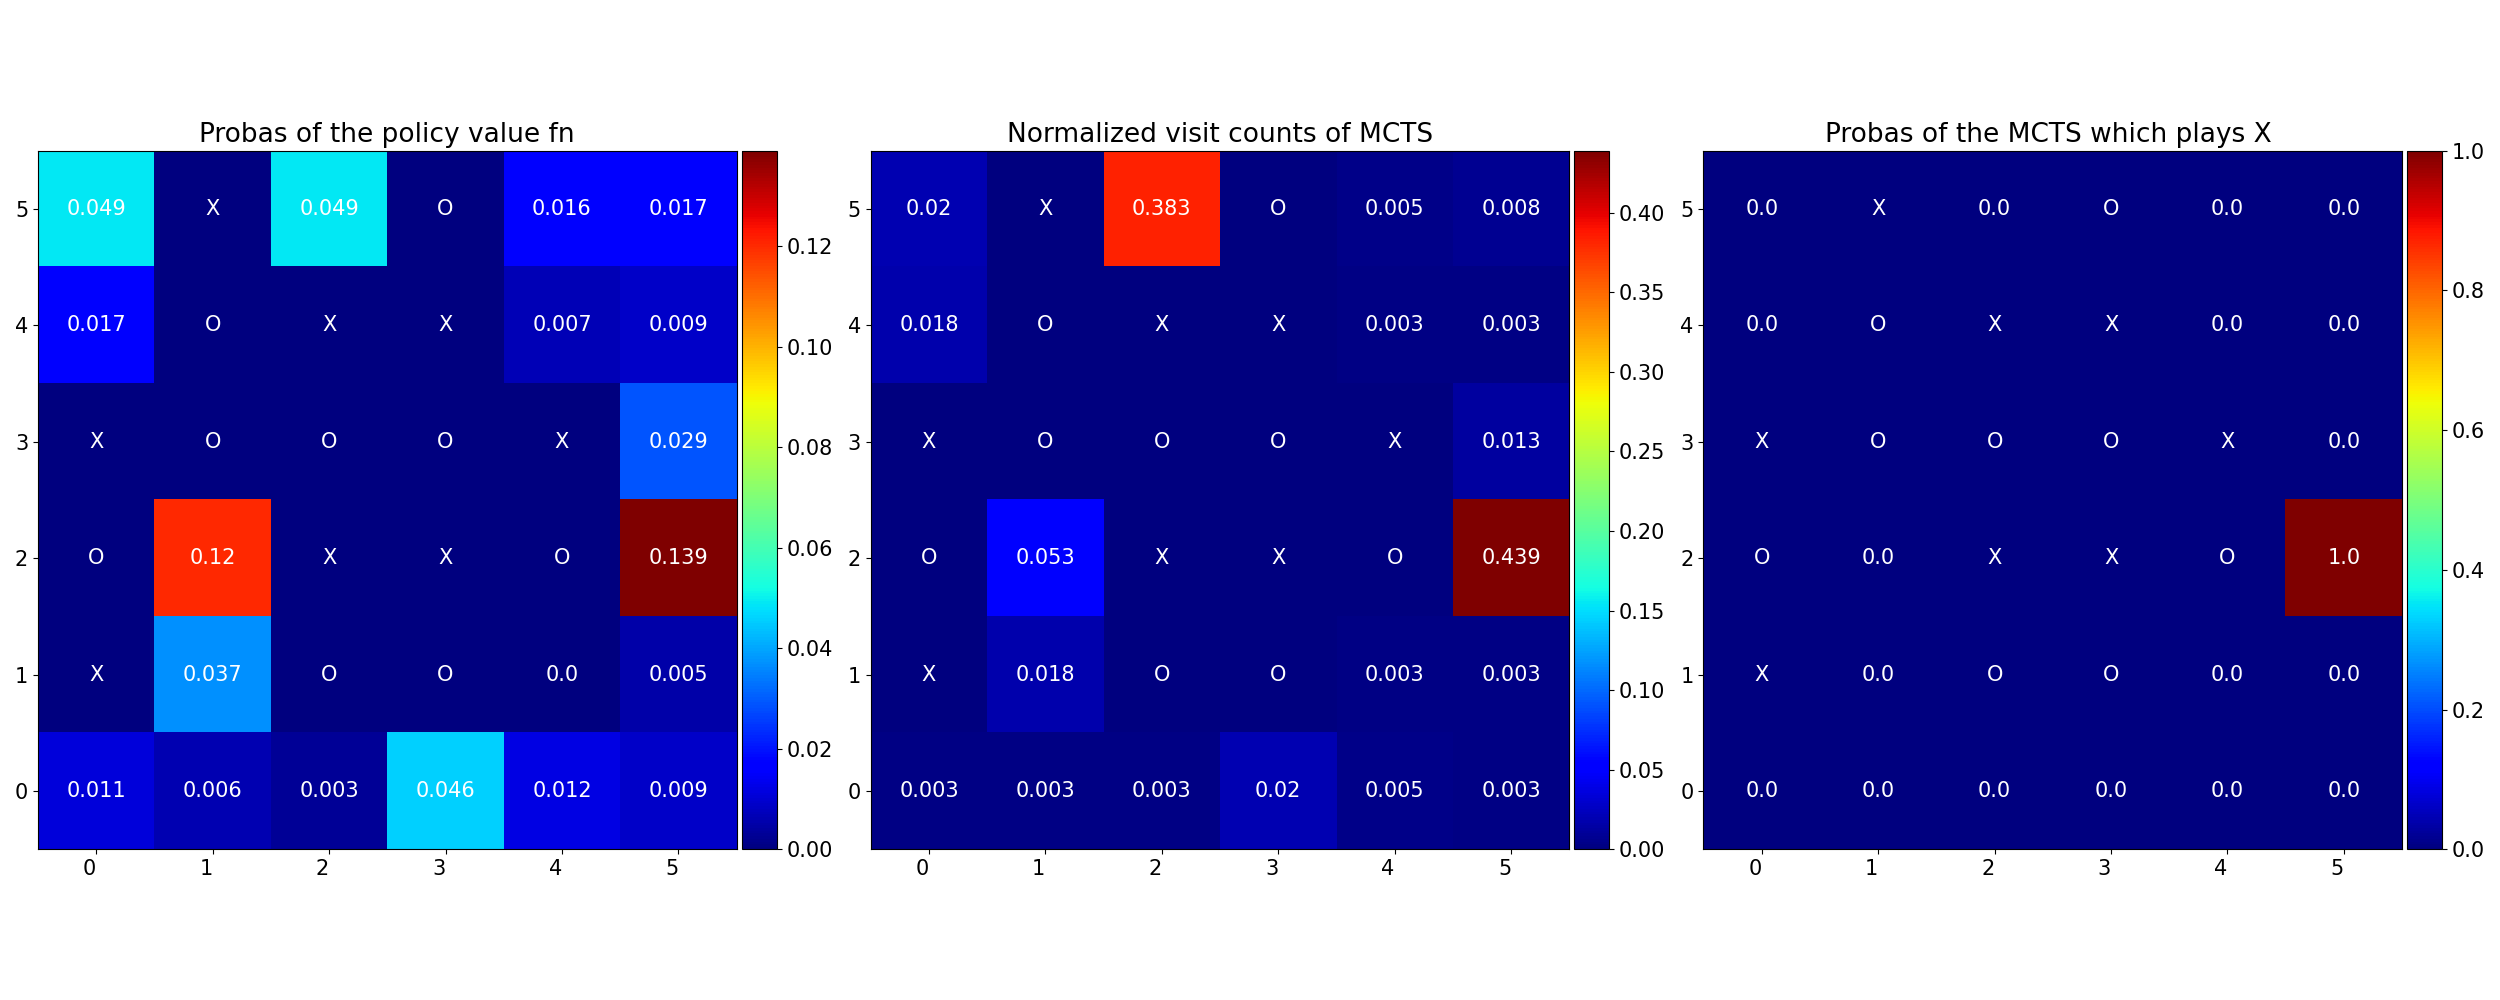 Probas of the policy value fn
Normalized visit counts of MCTS
Probas of the MCTS which plays X
5 0.049 X 0.049 O 0.016 0.017
4 0.017 O X X 0.007 0.009
3 X O O O X 0.029
2 O 0.12 X X O 0.139
1 X 0.037 O O 0.0 0.005
0 0.011 0.006 0.003 0.046 0.012 0.009
0 1 2 3 4 5
0.12
0.10
0.08
0.06
0.04
0.02
0.00
5 0.02 X 0.383 O 0.005 0.008
4 0.018 O X X 0.003 0.003
3 X O O O X 0.013
2 O 0.053 X X O 0.439
1 X 0.018 O O 0.003 0.003
0 0.003 0.003 0.003 0.02 0.005 0.003
0 1 2 3 4 5
0.40
0.35
0.30
0.25
0.20
0.15
0.10
0.05
0.00
5 0.0 X 0.0 O 0.0 0.0
4 0.0 O X X 0.0 0.0
3 X O O O X 0.0
2 O 0.0 X X O 1.0
1 X 0.0 O O 0.0 0.0
0 0.0 0.0 0.0 0.0 0.0 0.0
0 1 2 3 4 5
1.0
0.8
0.6
0.4
0.2
0.0